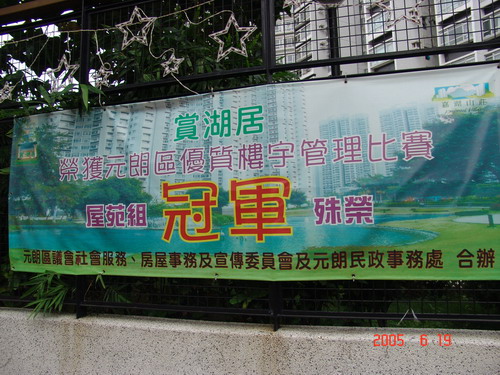 賞湖居
榮獲元朗區優質樓宇管理比賽
屋苑組 冠軍 殊榮
元朗區議會社會服務、房屋事務及宣傳委員會及元朗民政事務處 合辦
2005. 6.19